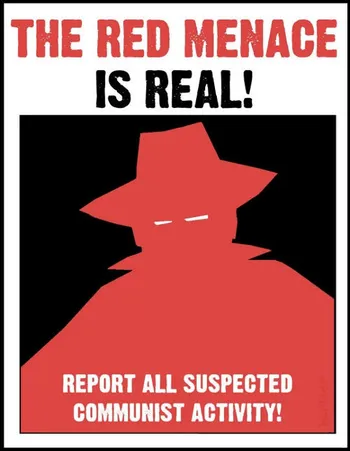 THE RED MENACE
IS REAL!
REPORT ALL SUSPECTED
COMMUNIST ACTIVITY!